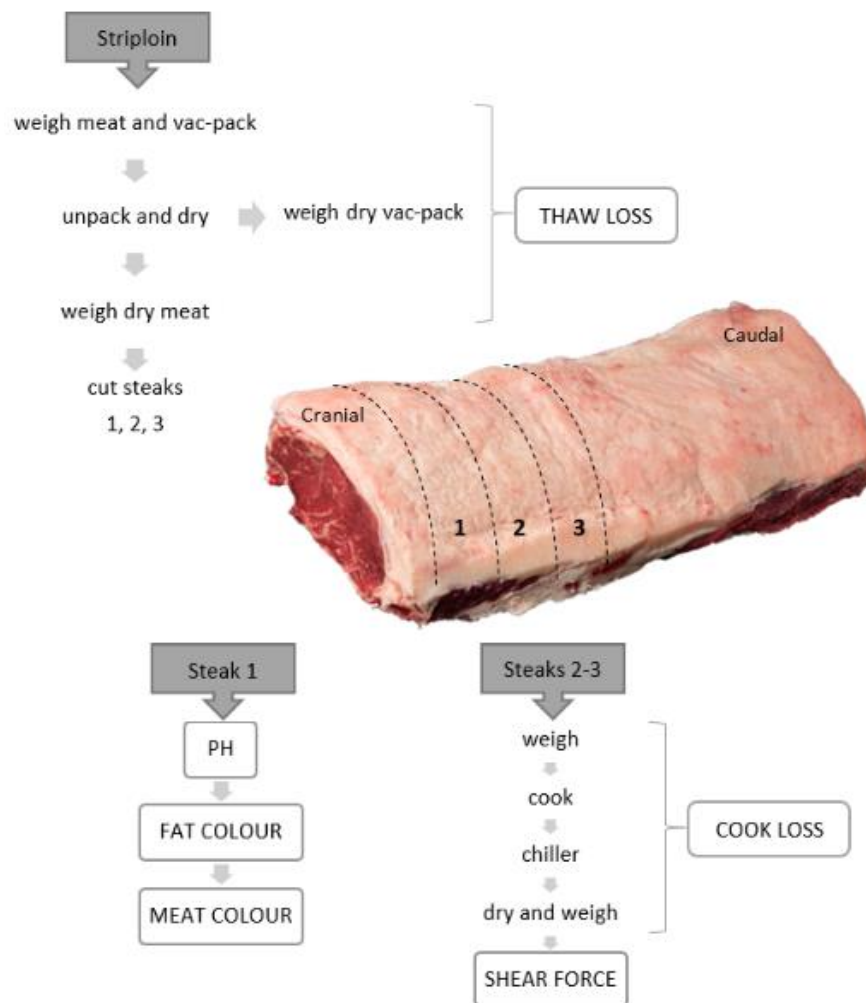 Striploin
weigh meat and vac-pack
unpack and dry
weigh dry vac-pack
THAW LOSS
weigh dry meat
cut steaks
1, 2, 3
Cranial
Caudal
1
2
3
Steak 1
PH
FAT COLOUR
MEAT COLOUR
Steaks 2-3
weigh
cook
chiller
dry and weigh
COOK LOSS
SHEAR FORCE